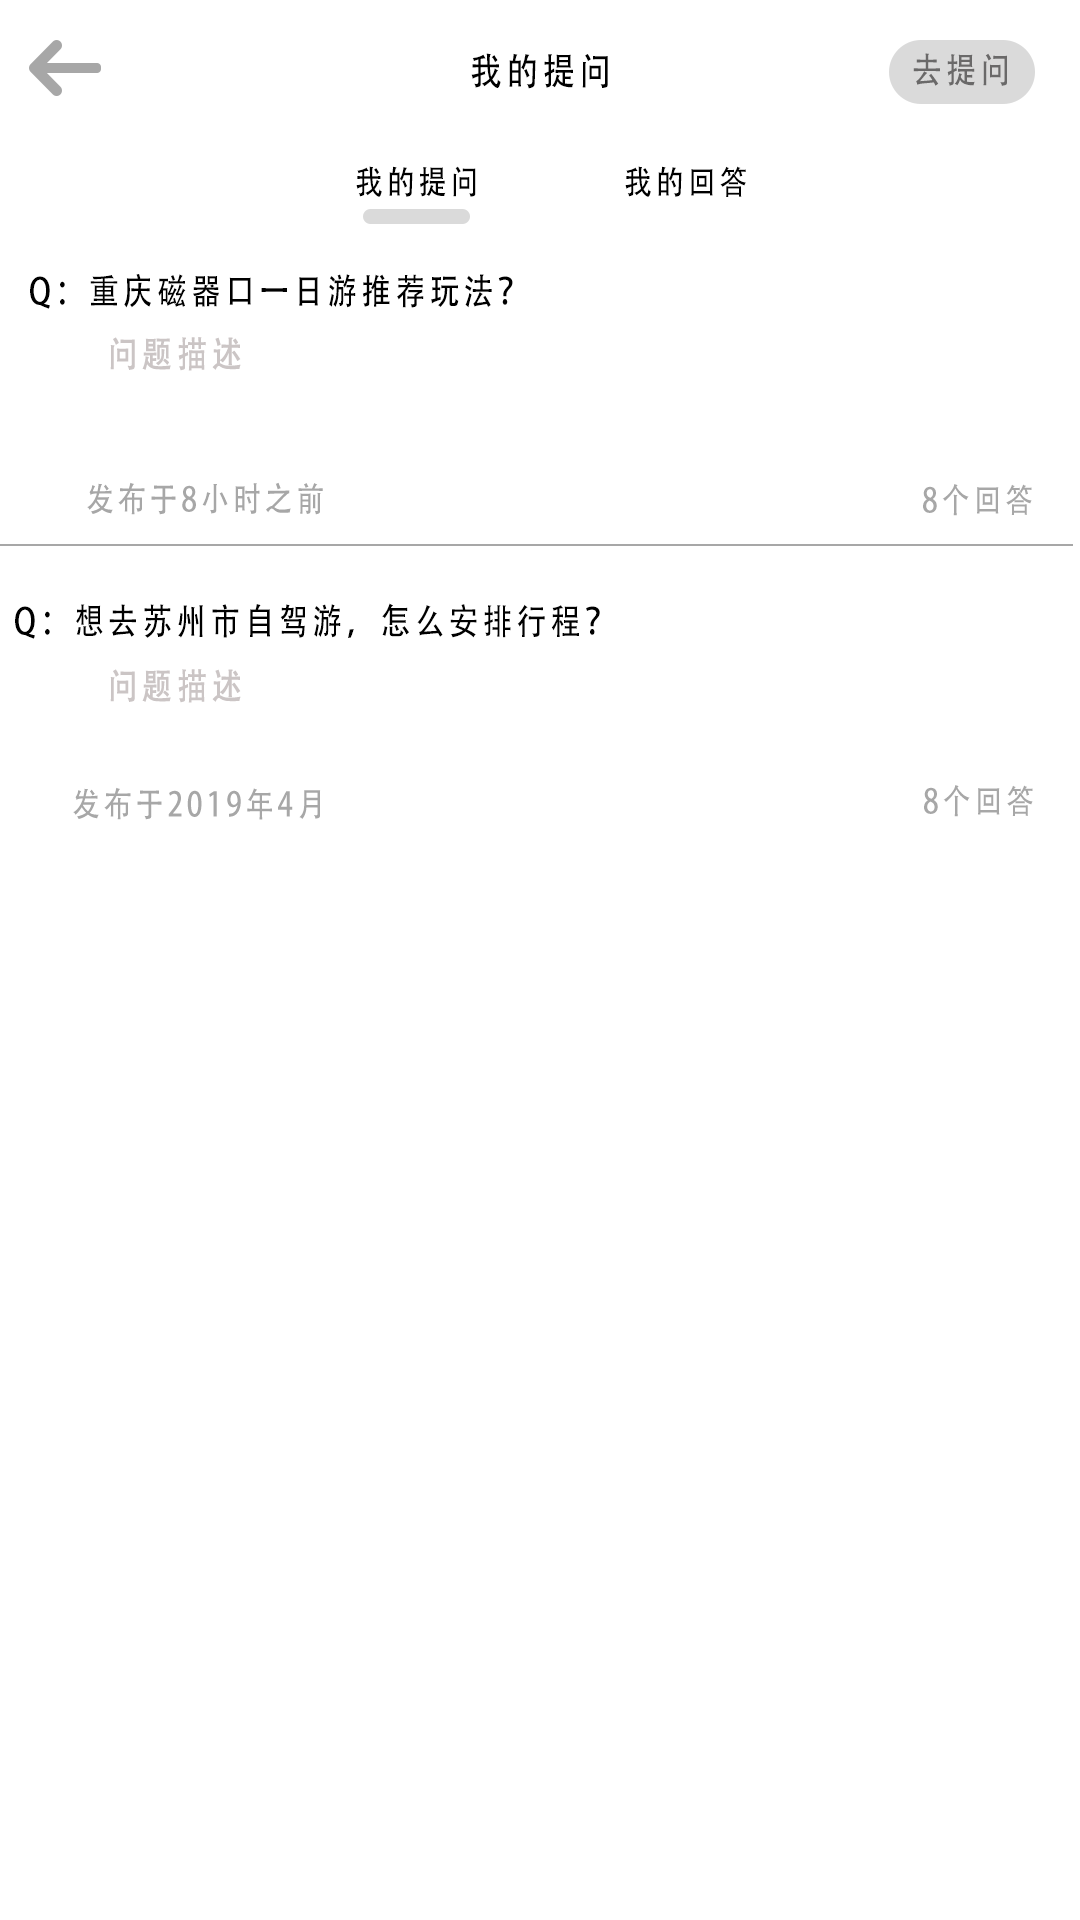 我的提问
去提问
我的提问
我的回答
Q：重庆磁器口一日游推荐玩法？
问题描述
发布于8小时之前
8个回答
Q：想去苏州市自驾游，怎么安排行程？
问题描述
发布于2019年4月
8个回答